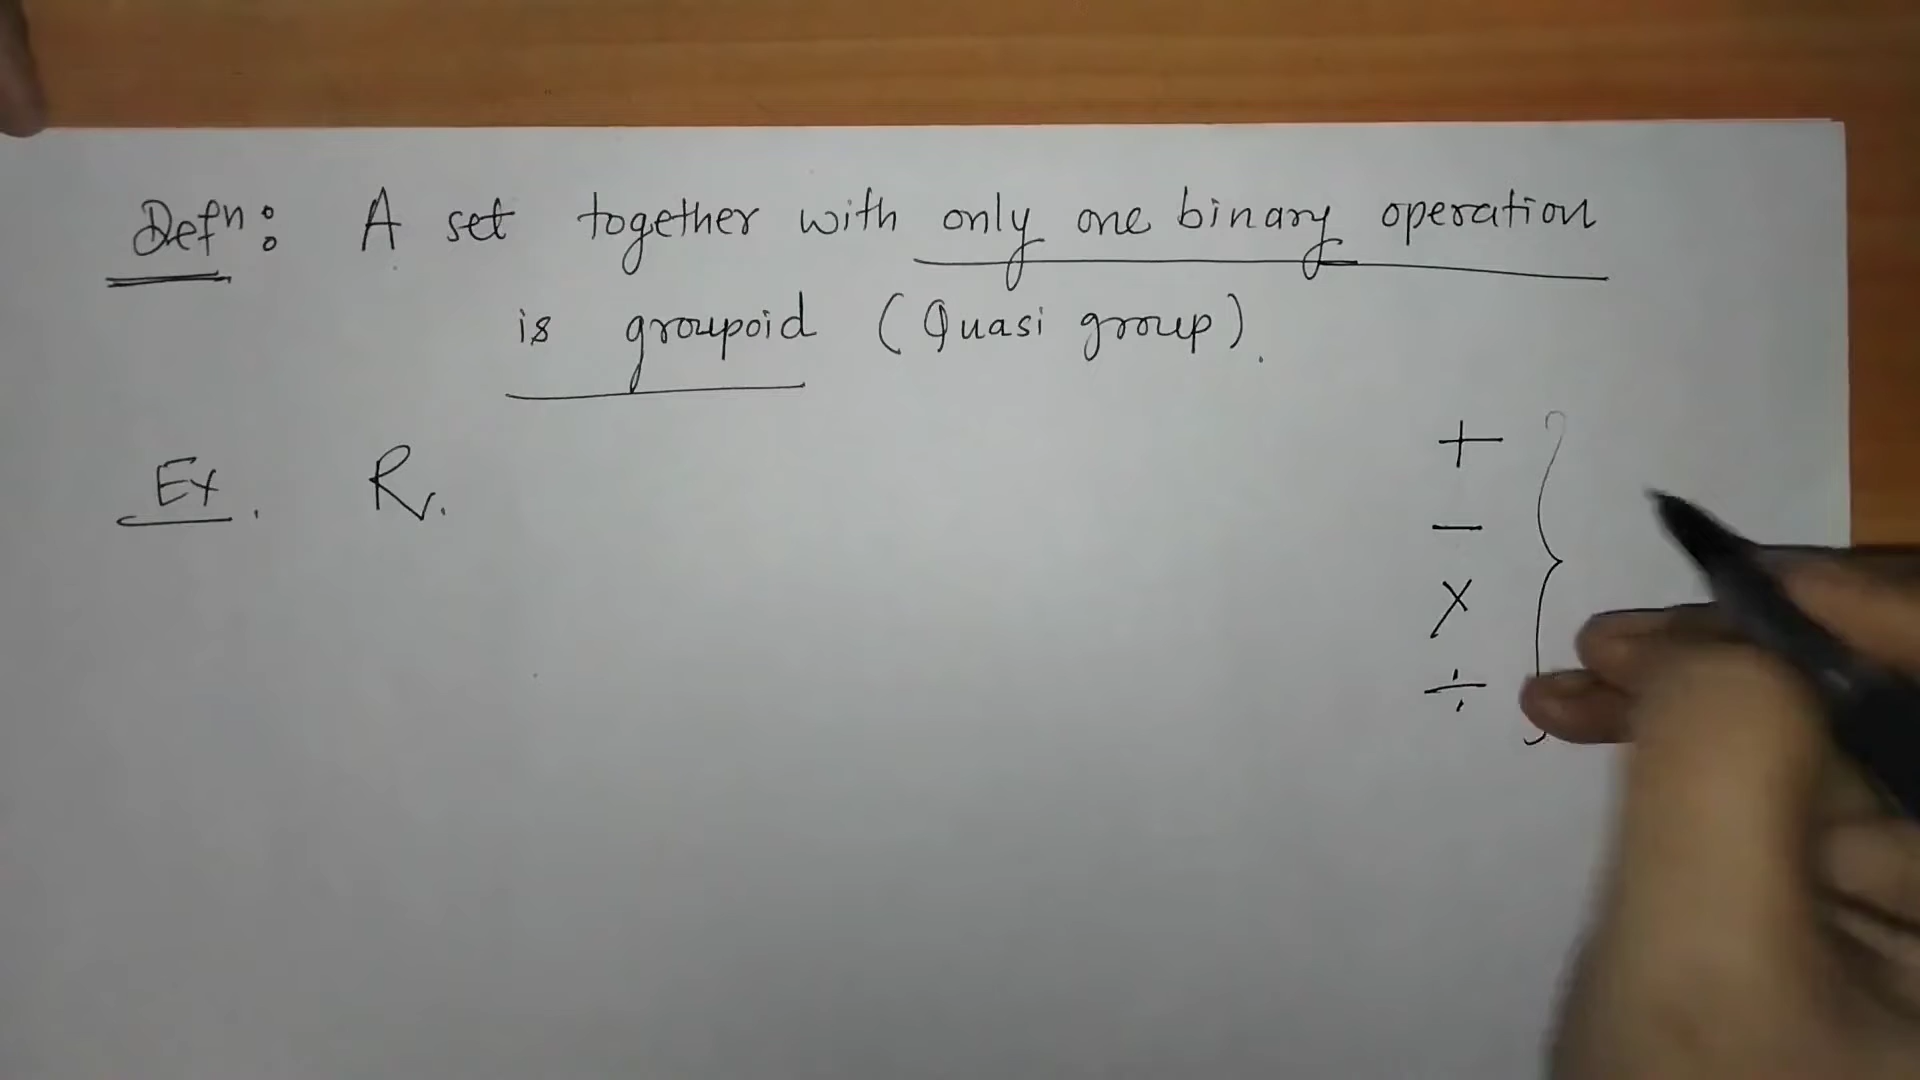 Defn: A set together with only one binary operation
is groupoid (Quasi group).
Ex. R.
+
−
×
÷